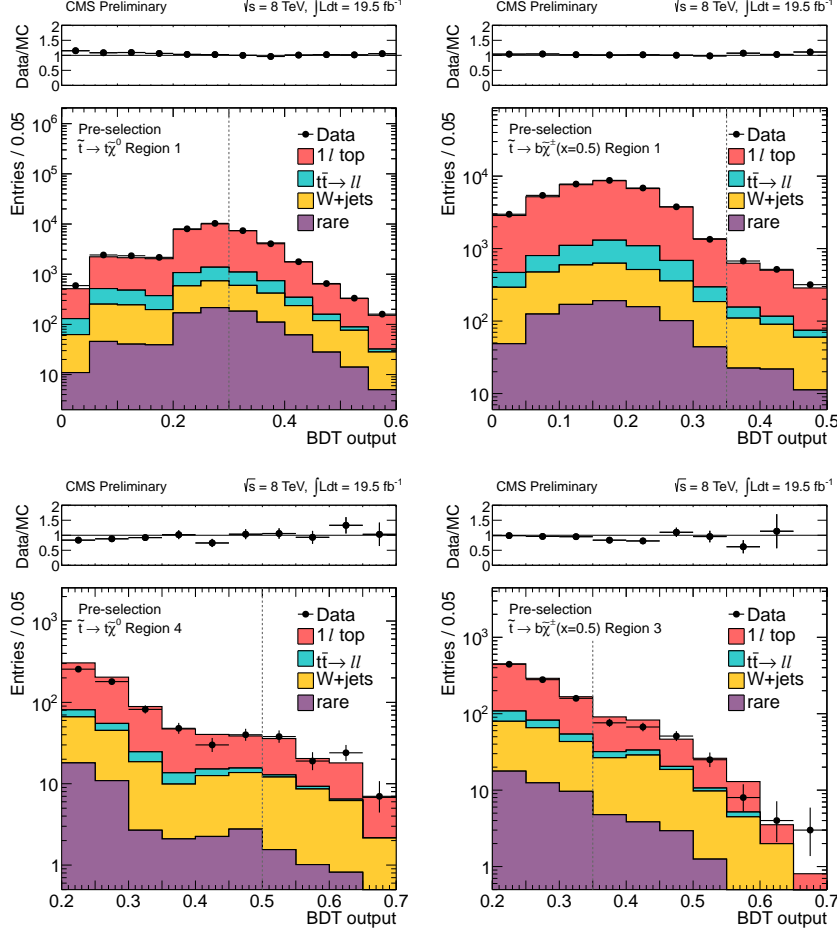 CMS Preliminary √s = 8 TeV, ∫Ldt = 19.5 fb⁻¹
Data/MC
2
1.5
1
0.5
0
Entries / 0.05
10⁶
10⁵
10⁴
10³
10²
10
Pre-selection
t̃ → tχ̃⁰ Region 1
Data
1 l top
tt̄ → ll
W+jets
rare
0 0.2 0.4 0.6
BDT output
CMS Preliminary √s = 8 TeV, ∫Ldt = 19.5 fb⁻¹
Data/MC
2
1.5
1
0.5
0
Entries / 0.05
10⁴
10³
10²
10
Pre-selection
t̃ → bχ̃±(x=0.5) Region 1
Data
1 l top
tt̄ → ll
W+jets
rare
0 0.1 0.2 0.3 0.4 0.5
BDT output
CMS Preliminary √s = 8 TeV, ∫Ldt = 19.5 fb⁻¹
Data/MC
2
1.5
1
0.5
0
Entries / 0.05
10³
10²
10
1
Pre-selection
t̃ → tχ̃⁰ Region 4
Data
1 l top
tt̄ → ll
W+jets
rare
0.2 0.3 0.4 0.5 0.6 0.7
BDT output
CMS Preliminary √s = 8 TeV, ∫Ldt = 19.5 fb⁻¹
Data/MC
2
1.5
1
0.5
0
Entries / 0.05
10³
10²
10
1
Pre-selection
t̃ → bχ̃±(x=0.5) Region 3
Data
1 l top
tt̄ → ll
W+jets
rare
0.2 0.3 0.4 0.5 0.6 0.7
BDT output